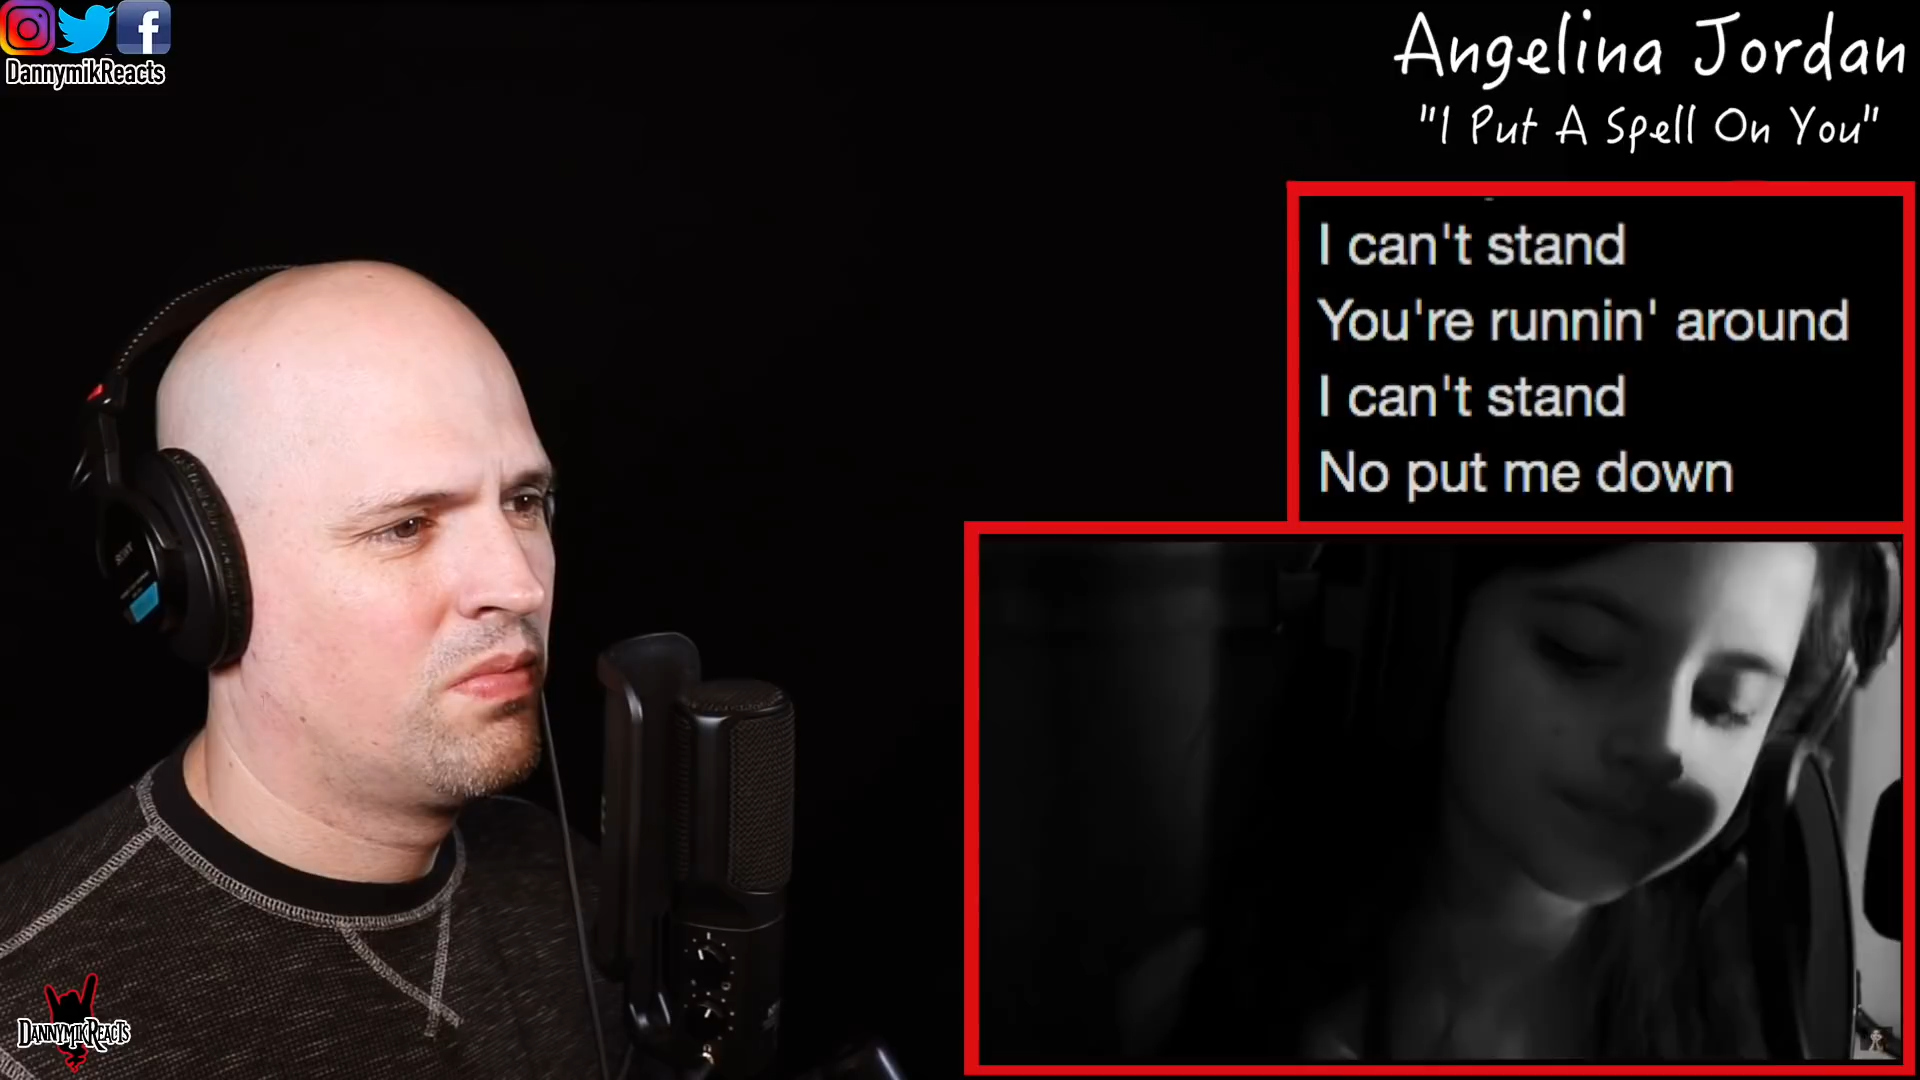 DannymikReacts
Angelina Jordan
"I Put A Spell On You"
I can't stand
You're runnin' around
I can't stand
No put me down
SONY
DannymikReacts